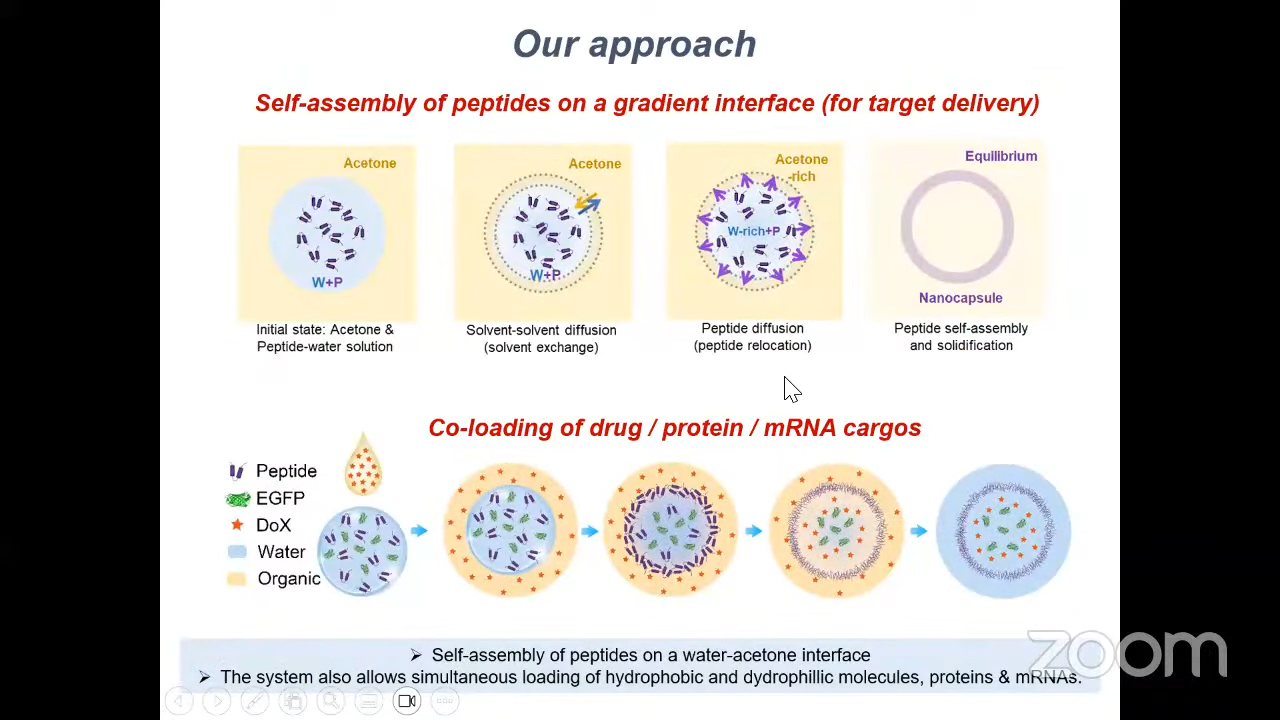 Our approach
Self-assembly of peptides on a gradient interface (for target delivery)
Acetone
W+P
Initial state: Acetone &
Peptide-water solution
Acetone
W+P
Solvent-solvent diffusion
(solvent exchange)
Acetone
-rich
W-rich+P
Peptide diffusion
(peptide relocation)
Equilibrium
Nanocapsule
Peptide self-assembly
and solidification
Co-loading of drug / protein / mRNA cargos
Peptide
EGFP
DoX
Water
Organic
➢ Self-assembly of peptides on a water-acetone interface
➢ The system also allows simultaneous loading of hydrophobic and dydrophillic molecules, proteins & mRNAs.
zoom